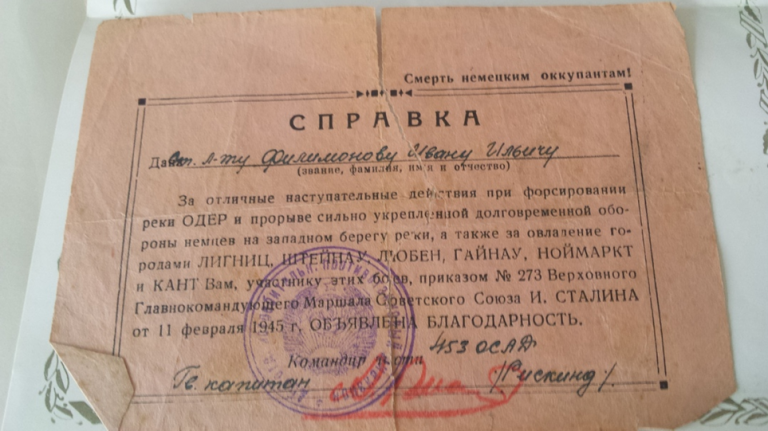 Смерть немецким оккупантам!
СПРАВКА
Дана ст. л-ту Филимонову Ивану Ильичу
(звание, фамилия, имя и отчество)
За отличные наступательные действия при форсировании
реки ОДЕР и прорыве сильно укрепленной долговременной обо-
роны немцев на западном берегу реки, а также за овладение го-
родами ЛИГНИЦ, ШТЕЙНАУ, ЛЮБЕН, ГАЙНАУ, НОЙМАРКТ
и КАНТ Вам, участнику этих боев, приказом № 273 Верховного
Главнокомандующего Маршала Советского Союза И. СТАЛИНА
от 11 февраля 1945 г. ОБЪЯВЛЕНА БЛАГОДАРНОСТЬ.
Командир части 453 ОСАД
Гв. капитан /Рискинд/